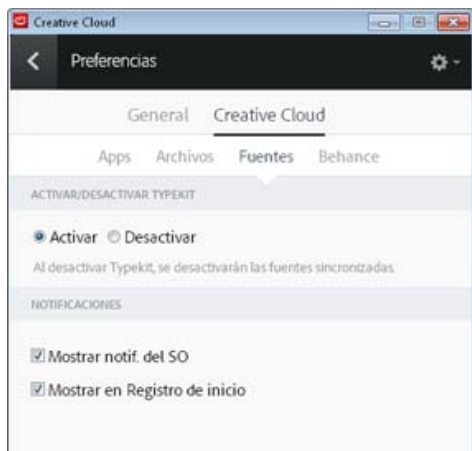 Creative Cloud
Preferencias
General Creative Cloud
Apps Archivos Fuentes Behance
ACTIVAR/DESACTIVAR TYPEKIT
Activar Desactivar
Al desactivar Typekit, se desactivarán las fuentes sincronizadas.
NOTIFICACIONES
Mostrar notif. del SO
Mostrar en Registro de inicio